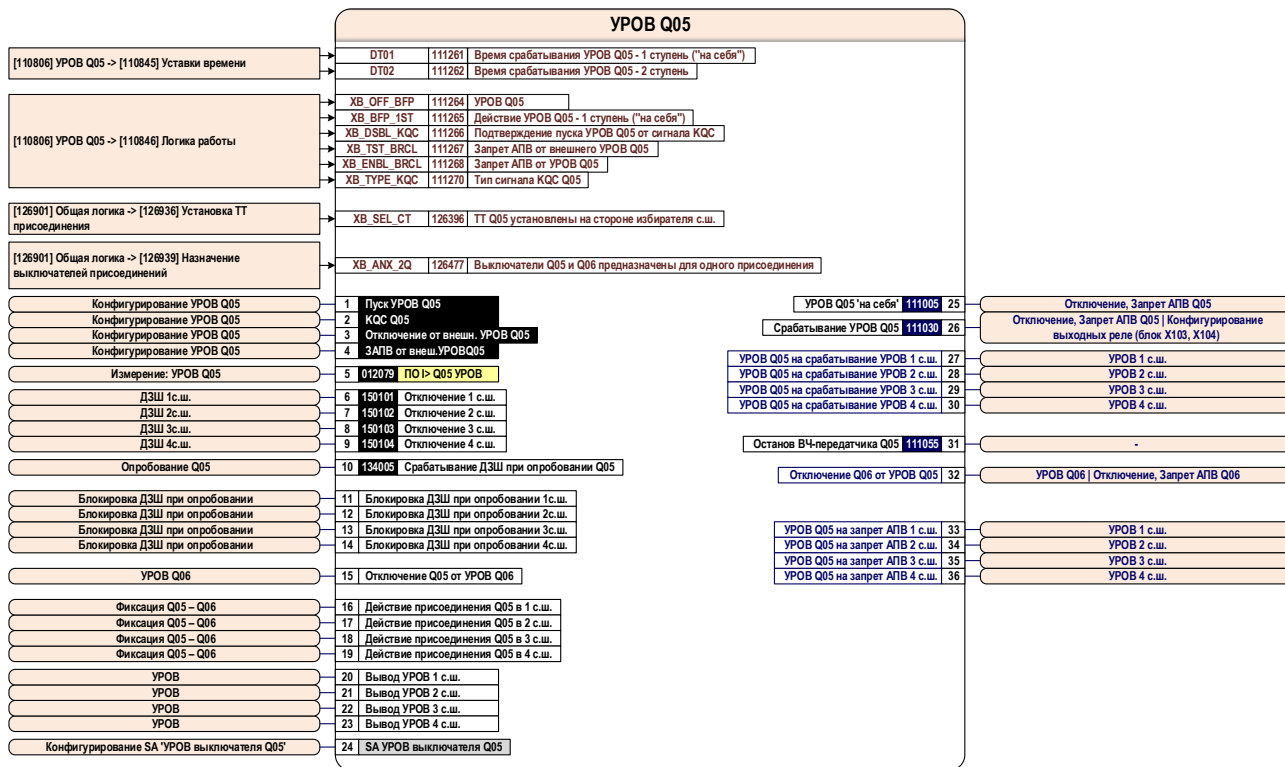 УРОВ Q05
[110806] УРОВ Q05 -> [110845] Уставки времени
DT01 111261 Время срабатывания УРОВ Q05 - 1 ступень ("на себя")
DT02 111262 Время срабатывания УРОВ Q05 - 2 ступень
[110806] УРОВ Q05 -> [110846] Логика работы
XB_OFF_BFP 111264 УРОВ Q05
XB_BFP_1ST 111265 Действие УРОВ Q05 - 1 ступень ("на себя")
XB_DSBL_KQC 111266 Подтверждение пуска УРОВ Q05 от сигнала KQC
XB_TST_BRCL 111267 Запрет АПВ от внешнего УРОВ Q05
XB_ENBL_BRCL 111268 Запрет АПВ от УРОВ Q05
XB_TYPE_KQC 111270 Тип сигнала KQC Q05
[126901] Общая логика -> [126936] Установка ТТ
присоединения
XB_SEL_CT 126396 ТТ Q05 установлены на стороне избирателя с.ш.
[126901] Общая логика -> [126939] Назначение
выключателей присоединений
XB_ANX_2Q 126477 Выключатели Q05 и Q06 предназначены для одного присоединения
Конфигурирование УРОВ Q05 1 Пуск УРОВ Q05
Конфигурирование УРОВ Q05 2 KQC Q05
Конфигурирование УРОВ Q05 3 Отключение от внешн. УРОВ Q05
Конфигурирование УРОВ Q05 4 ЗАПВ от внеш.УРОВQ05
Измерение: УРОВ Q05 5 012079 ПО I> Q05 УРОВ
ДЗШ 1с.ш. 6 150101 Отключение 1 с.ш.
ДЗШ 2с.ш. 7 150102 Отключение 2 с.ш.
ДЗШ 3с.ш. 8 150103 Отключение 3 с.ш.
ДЗШ 4с.ш. 9 150104 Отключение 4 с.ш.
Опробование Q05 10 134005 Срабатывание ДЗШ при опробовании Q05
Блокировка ДЗШ при опробовании 11 Блокировка ДЗШ при опробовании 1с.ш.
Блокировка ДЗШ при опробовании 12 Блокировка ДЗШ при опробовании 2с.ш.
Блокировка ДЗШ при опробовании 13 Блокировка ДЗШ при опробовании 3с.ш.
Блокировка ДЗШ при опробовании 14 Блокировка ДЗШ при опробовании 4с.ш.
УРОВ Q06 15 Отключение Q05 от УРОВ Q06
Фиксация Q05 – Q06 16 Действие присоединения Q05 в 1 с.ш.
Фиксация Q05 – Q06 17 Действие присоединения Q05 в 2 с.ш.
Фиксация Q05 – Q06 18 Действие присоединения Q05 в 3 с.ш.
Фиксация Q05 – Q06 19 Действие присоединения Q05 в 4 с.ш.
УРОВ 20 Вывод УРОВ 1 с.ш.
УРОВ 21 Вывод УРОВ 2 с.ш.
УРОВ 22 Вывод УРОВ 3 с.ш.
УРОВ 23 Вывод УРОВ 4 с.ш.
Конфигурирование SA 'УРОВ выключателя Q05' 24 SA УРОВ выключателя Q05
УРОВ Q05 'на себя' 111005 25 Отключение, Запрет АПВ Q05
Срабатывание УРОВ Q05 111030 26 Отключение, Запрет АПВ Q05 | Конфигурирование
выходных реле (блок X103, X104)
УРОВ Q05 на срабатывание УРОВ 1 с.ш. 27 УРОВ 1 с.ш.
УРОВ Q05 на срабатывание УРОВ 2 с.ш. 28 УРОВ 2 с.ш.
УРОВ Q05 на срабатывание УРОВ 3 с.ш. 29 УРОВ 3 с.ш.
УРОВ Q05 на срабатывание УРОВ 4 с.ш. 30 УРОВ 4 с.ш.
Останов ВЧ-передатчика Q05 111055 31 -
Отключение Q06 от УРОВ Q05 32 УРОВ Q06 | Отключение, Запрет АПВ Q06
УРОВ Q05 на запрет АПВ 1 с.ш. 33 УРОВ 1 с.ш.
УРОВ Q05 на запрет АПВ 2 с.ш. 34 УРОВ 2 с.ш.
УРОВ Q05 на запрет АПВ 3 с.ш. 35 УРОВ 3 с.ш.
УРОВ Q05 на запрет АПВ 4 с.ш. 36 УРОВ 4 с.ш.